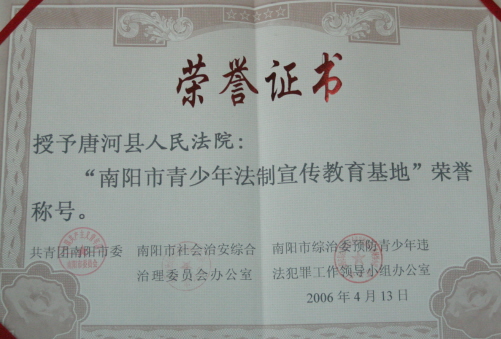 荣誉证书
授予唐河县人民法院：
“南阳市青少年法制宣传教育基地”荣誉
称号。
共青团南阳市委 南阳市社会治安综合 南阳市综治委预防青少年违
治理委员会办公室 法犯罪工作领导小组办公室
2006年4月13日